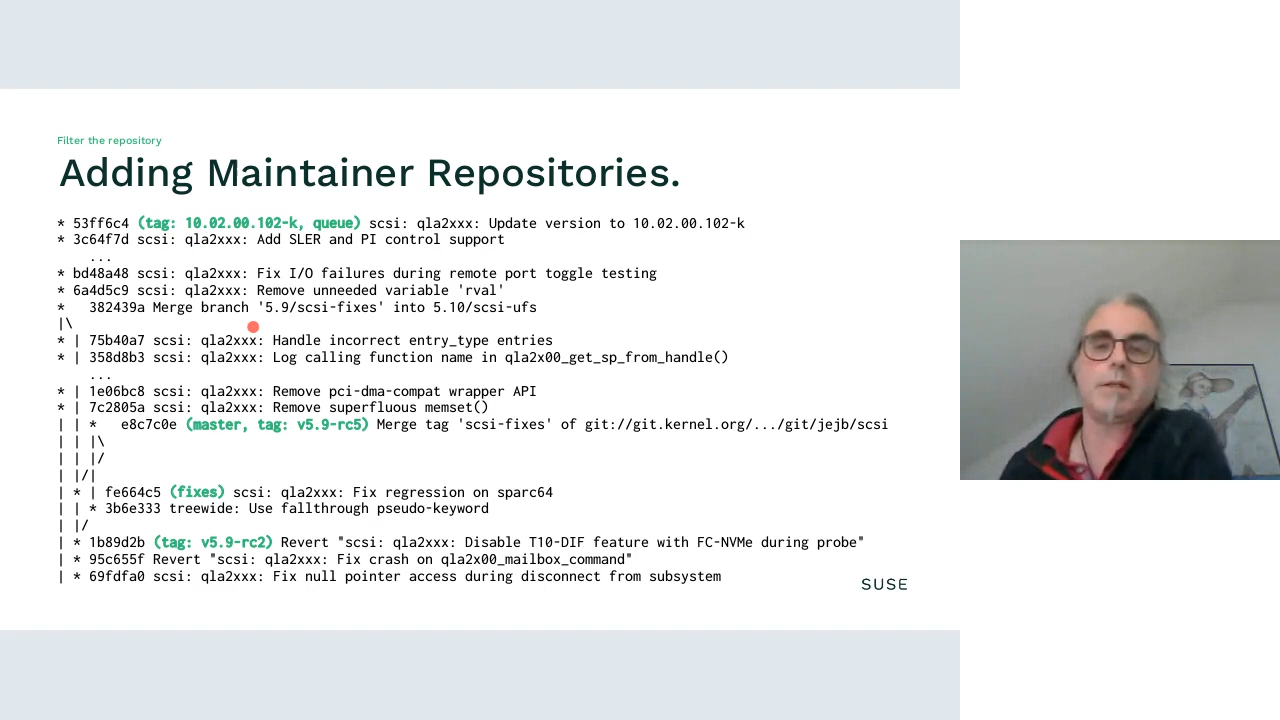 Filter the repository
Adding Maintainer Repositories.
* 53ff6c4 (tag: 10.02.00.102-k, queue) scsi: qla2xxx: Update version to 10.02.00.102-k
* 3c64f7d scsi: qla2xxx: Add SLER and PI control support
    ...
* bd48a48 scsi: qla2xxx: Fix I/O failures during remote port toggle testing
* 6a4d5c9 scsi: qla2xxx: Remove unneeded variable 'rval'
*   382439a Merge branch '5.9/scsi-fixes' into 5.10/scsi-ufs
|\
* | 75b40a7 scsi: qla2xxx: Handle incorrect entry_type entries
* | 358d8b3 scsi: qla2xxx: Log calling function name in qla2x00_get_sp_from_handle()
    ...
* | 1e06bc8 scsi: qla2xxx: Remove pci-dma-compat wrapper API
* | 7c2805a scsi: qla2xxx: Remove superfluous memset()
| | *   e8c7c0e (master, tag: v5.9-rc5) Merge tag 'scsi-fixes' of git://git.kernel.org/.../git/jejb/scsi
| | |\
| | |/
| |/|
| * | fe664c5 (fixes) scsi: qla2xxx: Fix regression on sparc64
| | * 3b6e333 treewide: Use fallthrough pseudo-keyword
| |/
| * 1b89d2b (tag: v5.9-rc2) Revert "scsi: qla2xxx: Disable T10-DIF feature with FC-NVMe during probe"
| * 95c655f Revert "scsi: qla2xxx: Fix crash on qla2x00_mailbox_command"
| * 69fdfa0 scsi: qla2xxx: Fix null pointer access during disconnect from subsystem
SUSE